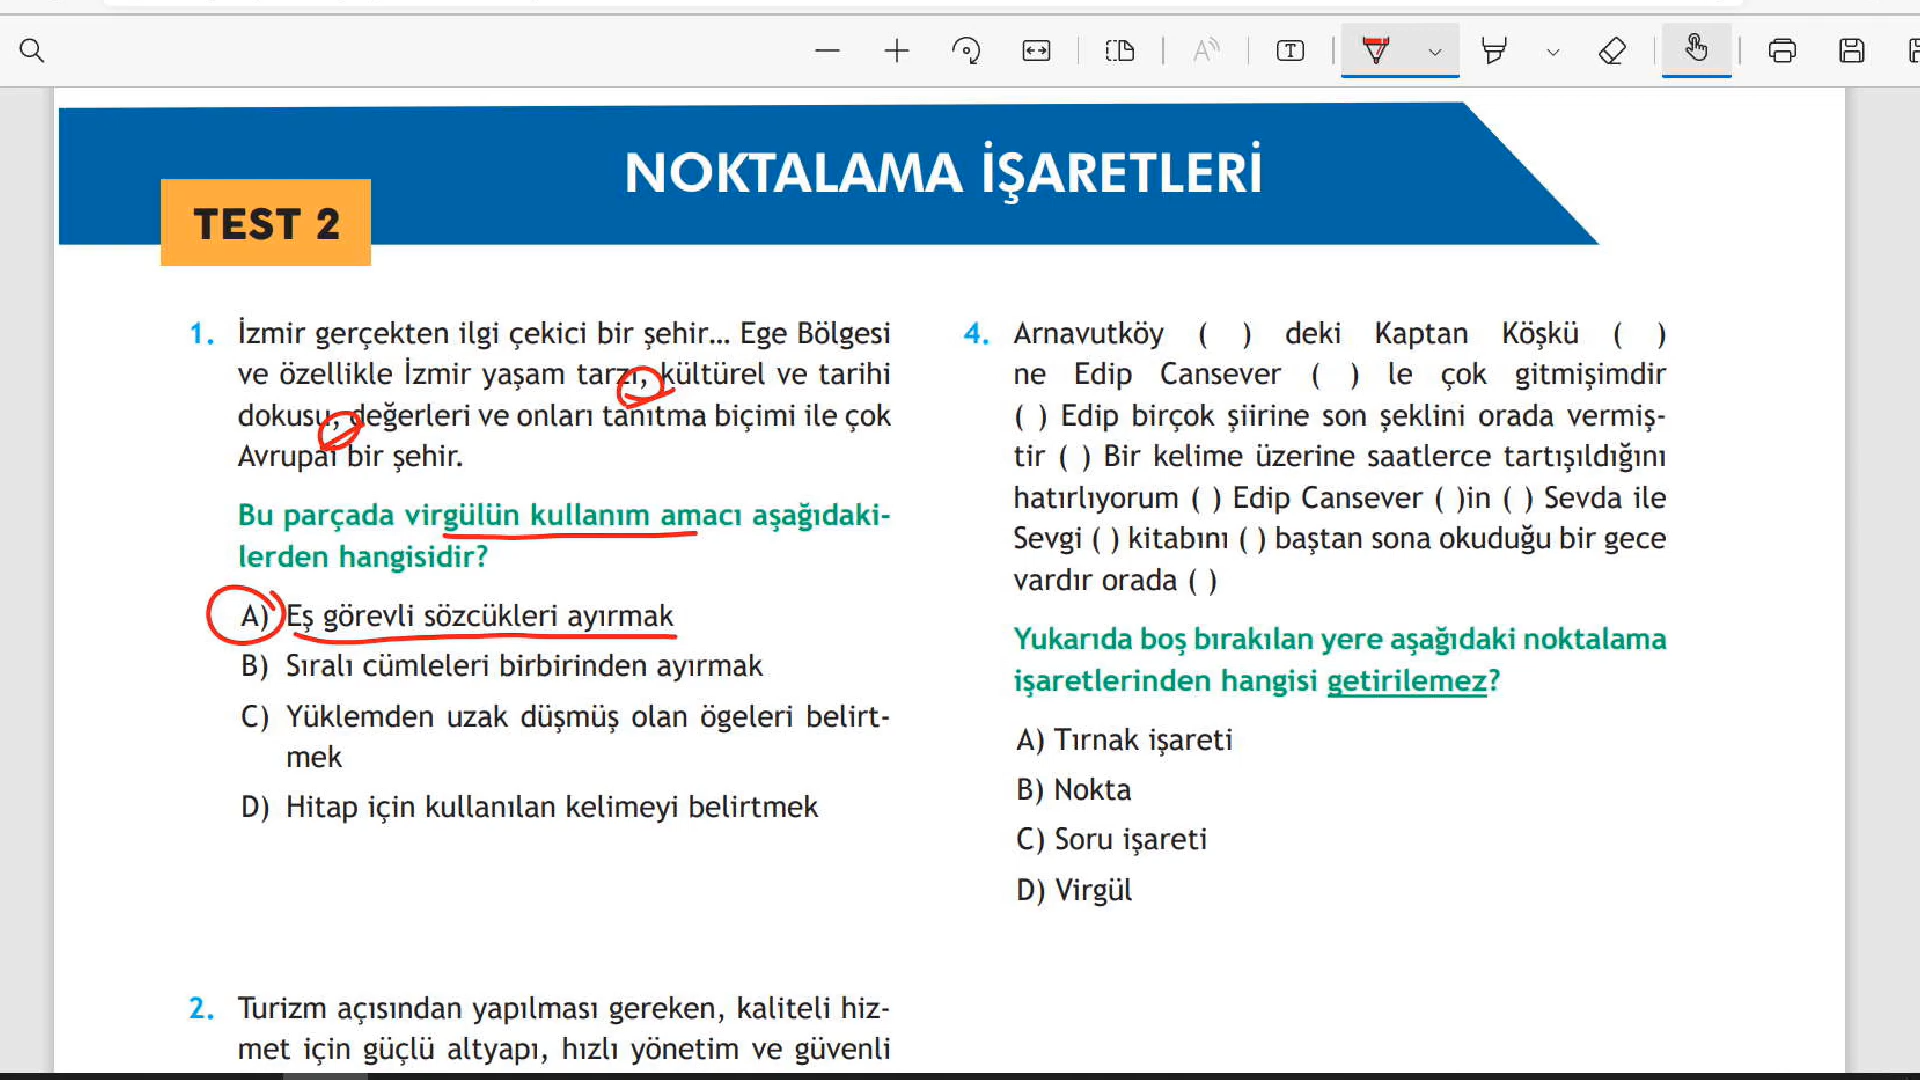 NOKTALAMA İŞARETLERİ
TEST 2
1. İzmir gerçekten ilgi çekici bir şehir... Ege Bölgesi
ve özellikle İzmir yaşam tarzı, kültürel ve tarihi
dokusu, değerleri ve onları tanıtma biçimi ile çok
Avrupai bir şehir.
Bu parçada virgülün kullanım amacı aşağıdaki-
lerden hangisidir?
A) Eş görevli sözcükleri ayırmak
B) Sıralı cümleleri birbirinden ayırmak
C) Yüklemden uzak düşmüş olan ögeleri belirt-
mek
D) Hitap için kullanılan kelimeyi belirtmek
2. Turizm açısından yapılması gereken, kaliteli hiz-
met için güçlü altyapı, hızlı yönetim ve güvenli
4. Arnavutköy ( ) deki Kaptan Köşkü ( )
ne Edip Cansever ( ) le çok gitmişimdir
( ) Edip birçok şiirine son şeklini orada vermiş-
tir ( ) Bir kelime üzerine saatlerce tartışıldığını
hatırlıyorum ( ) Edip Cansever ( )in ( ) Sevda ile
Sevgi ( ) kitabını ( ) baştan sona okuduğu bir gece
vardır orada ( )
Yukarıda boş bırakılan yere aşağıdaki noktalama
işaretlerinden hangisi getirilemez?
A) Tırnak işareti
B) Nokta
C) Soru işareti
D) Virgül